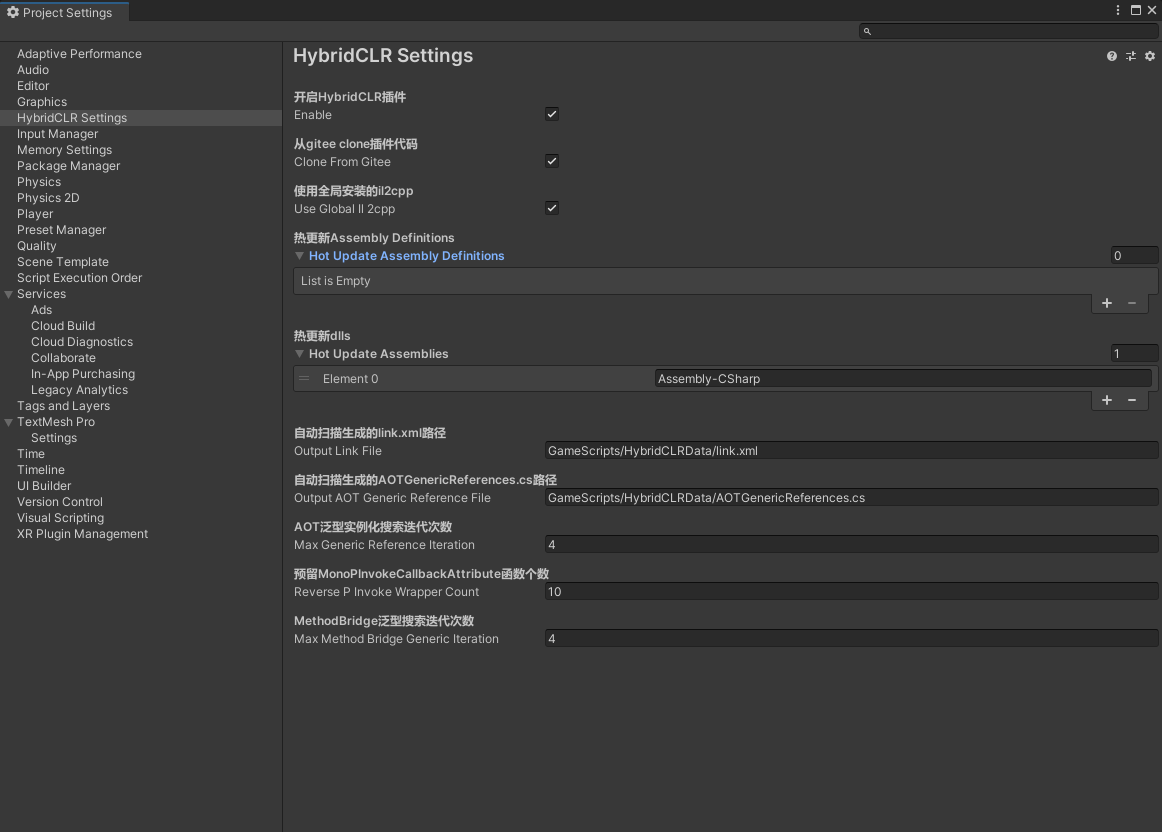 Project Settings
Adaptive Performance
Audio
Editor
Graphics
HybridCLR Settings
Input Manager
Memory Settings
Package Manager
Physics
Physics 2D
Player
Preset Manager
Quality
Scene Template
Script Execution Order
Services
Ads
Cloud Build
Cloud Diagnostics
Collaborate
In-App Purchasing
Legacy Analytics
Tags and Layers
TextMesh Pro
Settings
Time
Timeline
UI Builder
Version Control
Visual Scripting
XR Plugin Management
HybridCLR Settings
开启HybridCLR插件
Enable
从gitee clone插件代码
Clone From Gitee
使用全局安装的il2cpp
Use Global Il 2cpp
热更新Assembly Definitions
Hot Update Assembly Definitions 0
List is Empty
热更新dlls
Hot Update Assemblies 1
Element 0 Assembly-CSharp
自动扫描生成的link.xml路径
Output Link File GameScripts/HybridCLRData/link.xml
自动扫描生成的AOTGenericReferences.cs路径
Output AOT Generic Reference File GameScripts/HybridCLRData/AOTGenericReferences.cs
AOT泛型实例化搜索迭代次数
Max Generic Reference Iteration 4
预留MonoPInvokeCallbackAttribute函数个数
Reverse P Invoke Wrapper Count 10
MethodBridge泛型搜索迭代次数
Max Method Bridge Generic Iteration 4